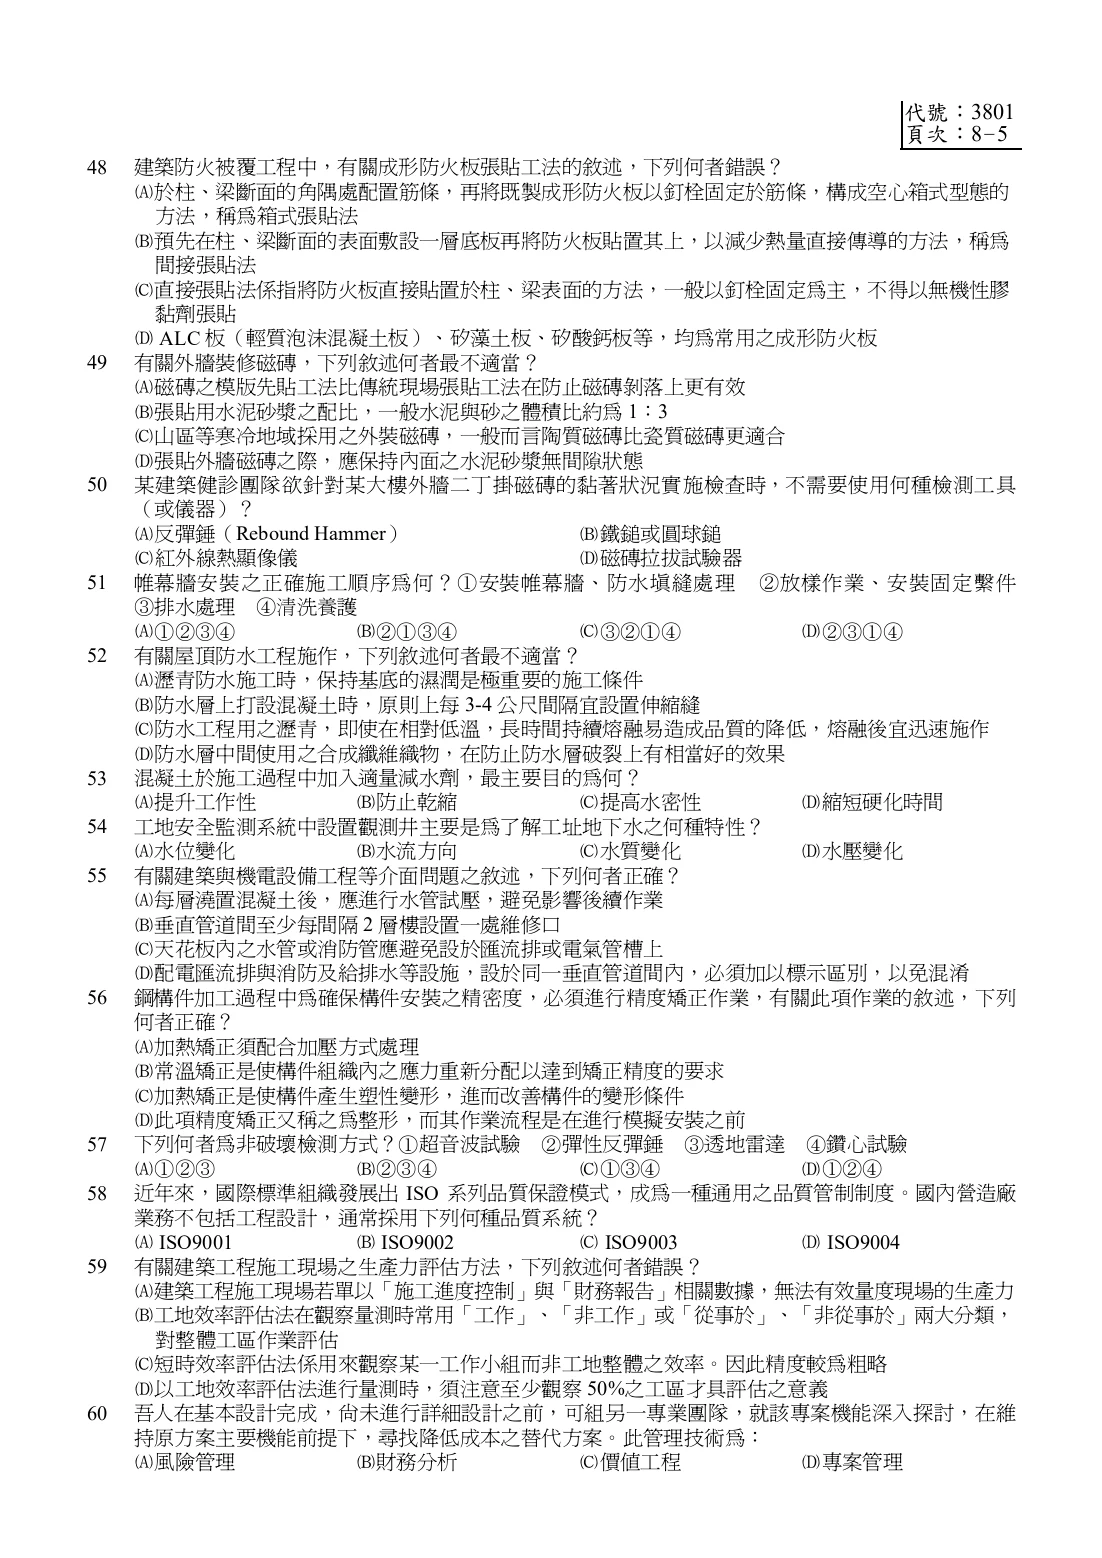 代號：3801
頁次：8－5
48 建築防火被覆工程中，有關成形防火板張貼工法的敘述，下列何者錯誤？
(A)於柱、梁斷面的角隅處配置筋條，再將既製成形防火板以釘栓固定於筋條，構成空心箱式型態的
方法，稱為箱式張貼法
(B)預先在柱、梁斷面的表面敷設一層底板再將防火板貼置其上，以減少熱量直接傳導的方法，稱為
間接張貼法
(C)直接張貼法係指將防火板直接貼置於柱、梁表面的方法，一般以釘栓固定為主，不得以無機性膠
黏劑張貼
(D) ALC 板（輕質泡沫混凝土板）、矽藻土板、矽酸鈣板等，均為常用之成形防火板
49 有關外牆裝修磁磚，下列敘述何者最不適當？
(A)磁磚之模版先貼工法比傳統現場張貼工法在防止磁磚剝落上更有效
(B)張貼用水泥砂漿之配比，一般水泥與砂之體積比約為 1：3
(C)山區等寒冷地域採用之外裝磁磚，一般而言陶質磁磚比瓷質磁磚更適合
(D)張貼外牆磁磚之際，應保持內面之水泥砂漿無間隙狀態
50 某建築健診團隊欲針對某大樓外牆二丁掛磁磚的黏著狀況實施檢查時，不需要使用何種檢測工具
（或儀器）？
(A)反彈錘（Rebound Hammer） (B)鐵鎚或圓球鎚
(C)紅外線熱顯像儀 (D)磁磚拉拔試驗器
51 帷幕牆安裝之正確施工順序為何？①安裝帷幕牆、防水填縫處理 ②放樣作業、安裝固定繫件
③排水處理 ④清洗養護
(A)①②③④ (B)②①③④ (C)③②①④ (D)②③①④
52 有關屋頂防水工程施作，下列敘述何者最不適當？
(A)瀝青防水施工時，保持基底的濕潤是極重要的施工條件
(B)防水層上打設混凝土時，原則上每 3-4 公尺間隔宜設置伸縮縫
(C)防水工程用之瀝青，即使在相對低溫，長時間持續熔融易造成品質的降低，熔融後宜迅速施作
(D)防水層中間使用之合成纖維織物，在防止防水層破裂上有相當好的效果
53 混凝土於施工過程中加入適量減水劑，最主要目的為何？
(A)提升工作性 (B)防止乾縮 (C)提高水密性 (D)縮短硬化時間
54 工地安全監測系統中設置觀測井主要是為了解工址地下水之何種特性？
(A)水位變化 (B)水流方向 (C)水質變化 (D)水壓變化
55 有關建築與機電設備工程等介面問題之敘述，下列何者正確？
(A)每層澆置混凝土後，應進行水管試壓，避免影響後續作業
(B)垂直管道間至少每間隔 2 層樓設置一處維修口
(C)天花板內之水管或消防管應避免設於匯流排或電氣管槽上
(D)配電匯流排與消防及給排水等設施，設於同一垂直管道間內，必須加以標示區別，以免混淆
56 鋼構件加工過程中為確保構件安裝之精密度，必須進行精度矯正作業，有關此項作業的敘述，下列
何者正確？
(A)加熱矯正須配合加壓方式處理
(B)常溫矯正是使構件組織內之應力重新分配以達到矯正精度的要求
(C)加熱矯正是使構件產生塑性變形，進而改善構件的變形條件
(D)此項精度矯正又稱之為整形，而其作業流程是在進行模擬安裝之前
57 下列何者為非破壞檢測方式？①超音波試驗 ②彈性反彈錘 ③透地雷達 ④鑽心試驗
(A)①②③ (B)②③④ (C)①③④ (D)①②④
58 近年來，國際標準組織發展出 ISO 系列品質保證模式，成為一種通用之品質管制制度。國內營造廠
業務不包括工程設計，通常採用下列何種品質系統？
(A) ISO9001 (B) ISO9002 (C) ISO9003 (D) ISO9004
59 有關建築工程施工現場之生產力評估方法，下列敘述何者錯誤？
(A)建築工程施工現場若單以「施工進度控制」與「財務報告」相關數據，無法有效量度現場的生產力
(B)工地效率評估法在觀察量測時常用「工作」、「非工作」或「從事於」、「非從事於」兩大分類，
對整體工區作業評估
(C)短時效率評估法係用來觀察某一工作小組而非工地整體之效率。因此精度較為粗略
(D)以工地效率評估法進行量測時，須注意至少觀察 50%之工區才具評估之意義
60 吾人在基本設計完成，尚未進行詳細設計之前，可組另一專業團隊，就該專案機能深入探討，在維
持原方案主要機能前提下，尋找降低成本之替代方案。此管理技術為：
(A)風險管理 (B)財務分析 (C)價值工程 (D)專案管理